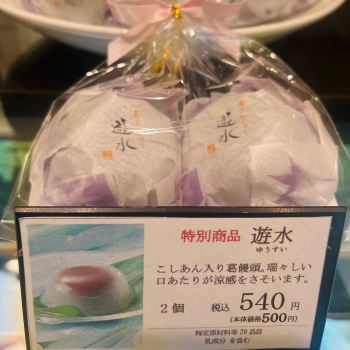 遊水
遊水
特別商品 遊水
ゆうすい
こしあん入り葛饅頭。瑞々しい
口あたりが涼感をさそいます。
2個 税込 540円
(本体価格500円)
特定原材料等28品目
乳成分 を含む